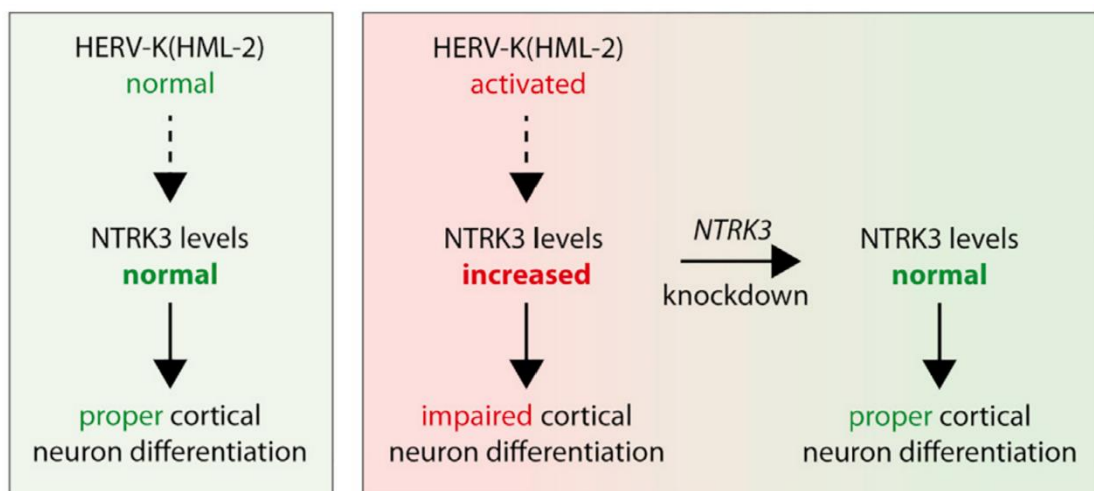 HERV-K(HML-2)
normal
NTRK3 levels
normal
proper cortical
neuron differentiation
HERV-K(HML-2)
activated
NTRK3 levels
increased
impaired cortical
neuron differentiation
NTRK3
knockdown
NTRK3 levels
normal
proper cortical
neuron differentiation